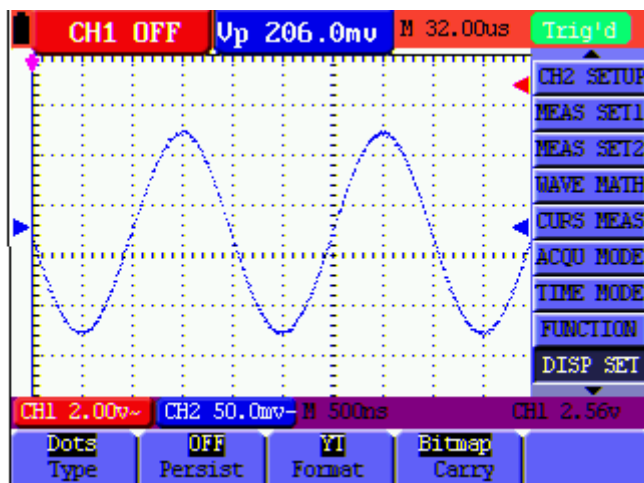 CH1 OFF
Vp 206.0mv
M 32.00us
Trig'd
CH2 SETUP
MEAS SET1
MEAS SET2
WAVE MATH
CURS MEAS
ACQU MODE
TIME MODE
FUNCTION
DISP SET
CH1 2.00v~
CH2 50.0mv-
M 500ns
CH1 2.56v
Dots
Type
OFF
Persist
YT
Format
Bitmap
Carry